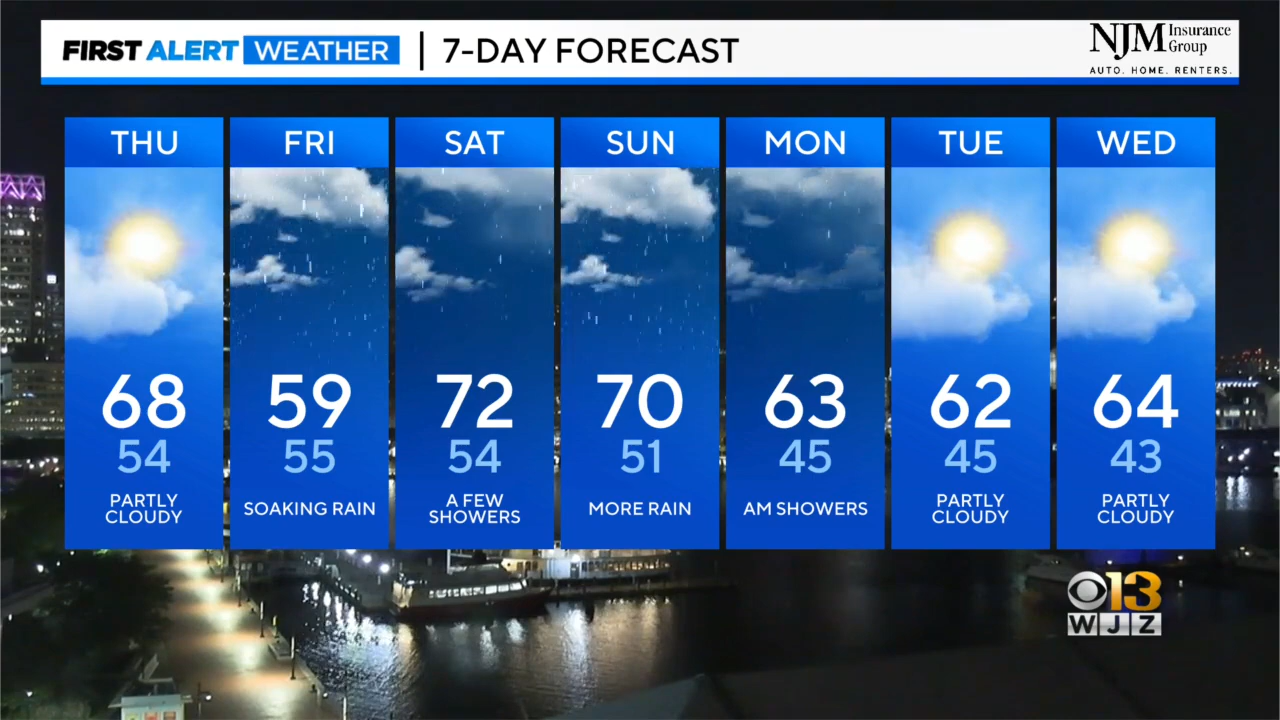 FIRST ALERT WEATHER | 7-DAY FORECAST
NJM Insurance Group
AUTO. HOME. RENTERS.
THU
68
54
PARTLY
CLOUDY
FRI
59
55
SOAKING RAIN
SAT
72
54
A FEW
SHOWERS
SUN
70
51
MORE RAIN
MON
63
45
AM SHOWERS
TUE
62
45
PARTLY
CLOUDY
WED
64
43
PARTLY
CLOUDY
13
WJZ